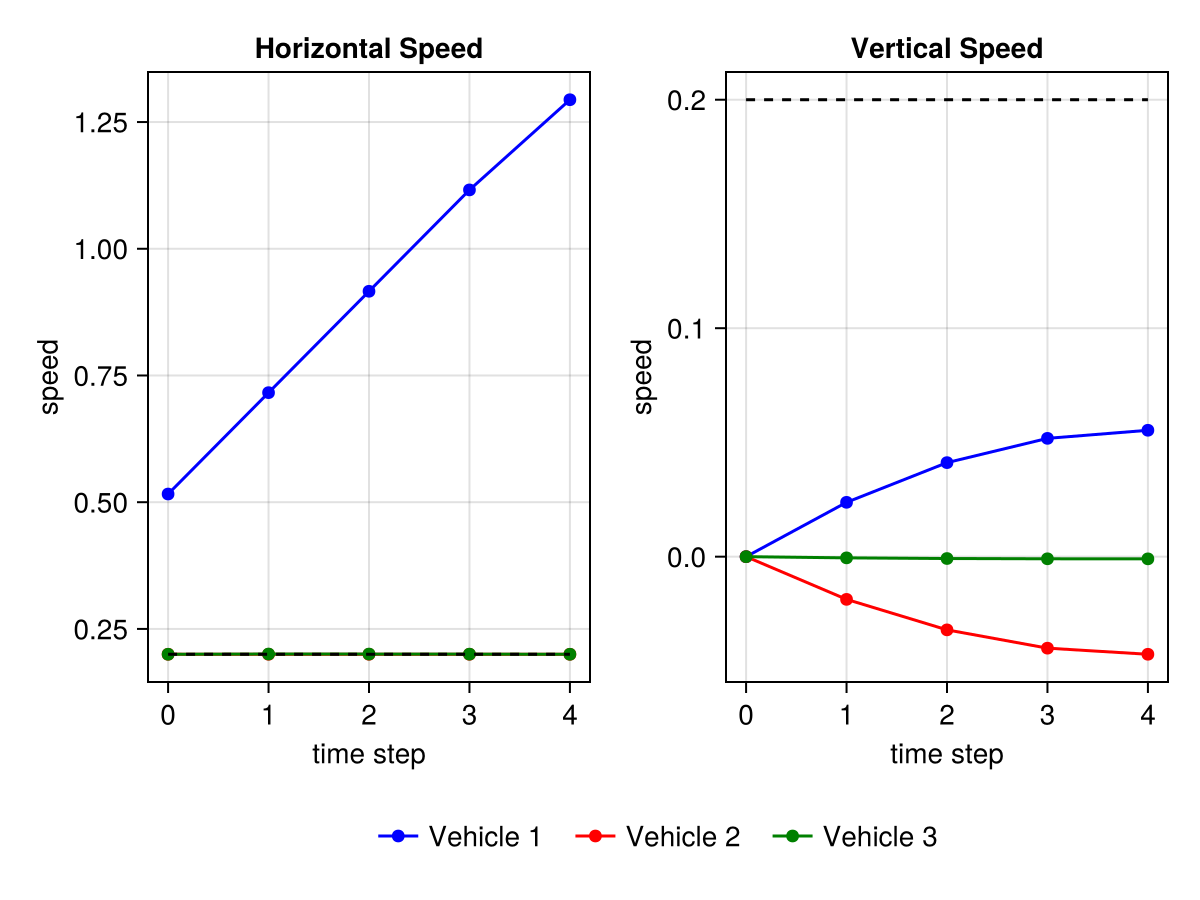 Horizontal Speed
speed
1.25
1.00
0.75
0.50
0.25
0 1 2 3 4
time step
Vertical Speed
speed
0.2
0.1
0.0
0 1 2 3 4
time step
Vehicle 1 Vehicle 2 Vehicle 3